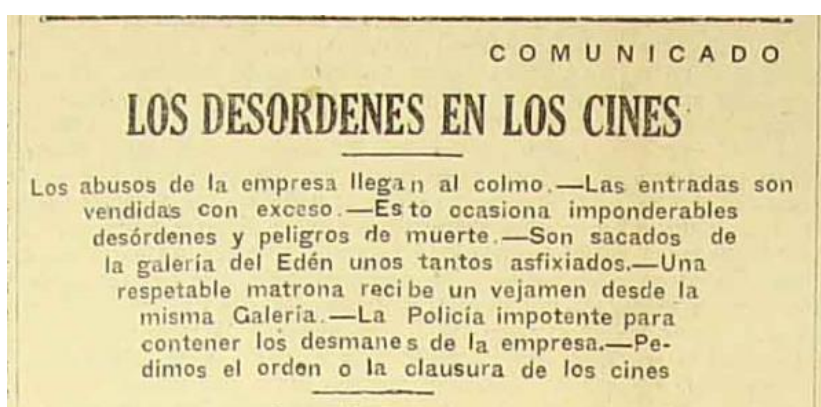 COMUNICADO
LOS DESORDENES EN LOS CINES
Los abusos de la empresa llegan al colmo.—Las entradas son
vendidas con exceso.—Esto ocasiona imponderables
desórdenes y peligros de muerte.—Son sacados de
la galería del Edén unos tantos asfixiados.—Una
respetable matrona recibe un vejamen desde la
misma Galería.—La Policía impotente para
contener los desmanes de la empresa.—Pe-
dimos el orden o la clausura de los cines